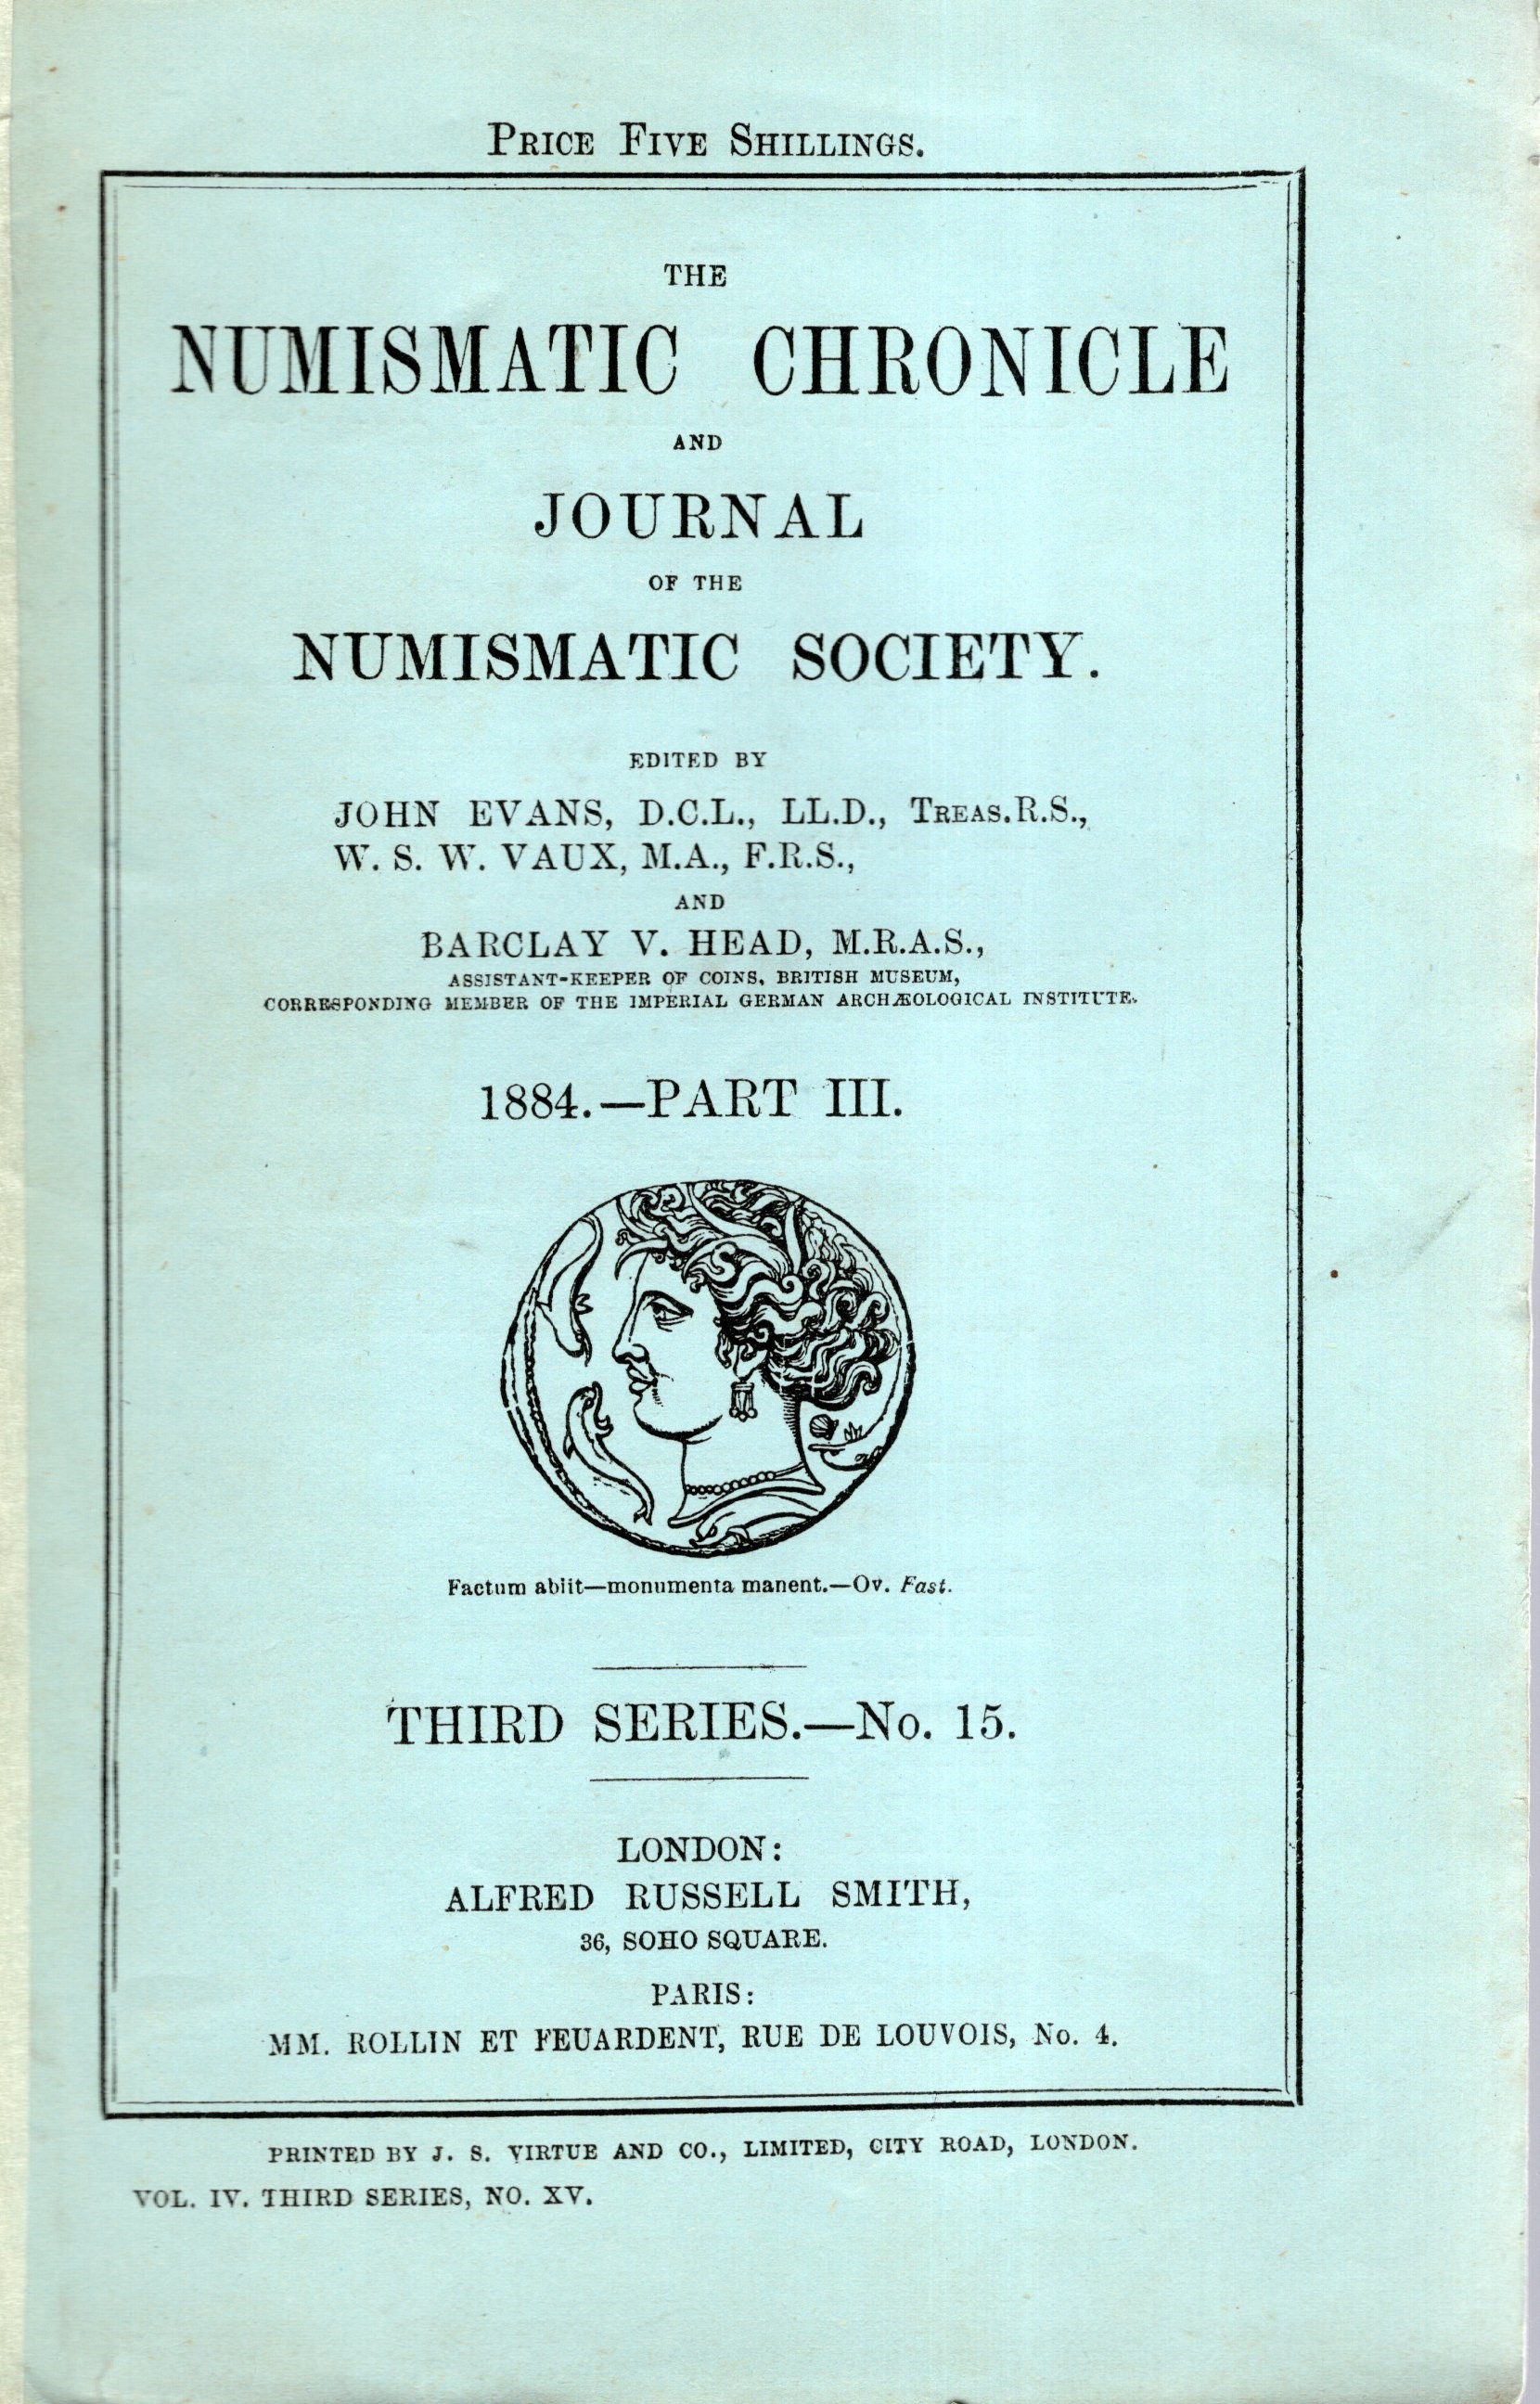 PRICE FIVE SHILLINGS.
THE
NUMISMATIC CHRONICLE
AND
JOURNAL
OF THE
NUMISMATIC SOCIETY.
EDITED BY
JOHN EVANS, D.C.L., LL.D., TREAS.R.S.,
W. S. W. VAUX, M.A., F.R.S.,
AND
BARCLAY V. HEAD, M.R.A.S.,
ASSISTANT-KEEPER OF COINS, BRITISH MUSEUM,
CORRESPONDING MEMBER OF THE IMPERIAL GERMAN ARCHÆOLOGICAL INSTITUTE.
1884.—PART III.
Factum abiit—monumenta manent.—Ov. Fast.
THIRD SERIES.—No. 15.
LONDON:
ALFRED RUSSELL SMITH,
36, SOHO SQUARE.
PARIS:
MM. ROLLIN ET FEUARDENT, RUE DE LOUVOIS, No. 4.
PRINTED BY J. S. VIRTUE AND CO., LIMITED, CITY ROAD, LONDON.
VOL. IV. THIRD SERIES, NO. XV.